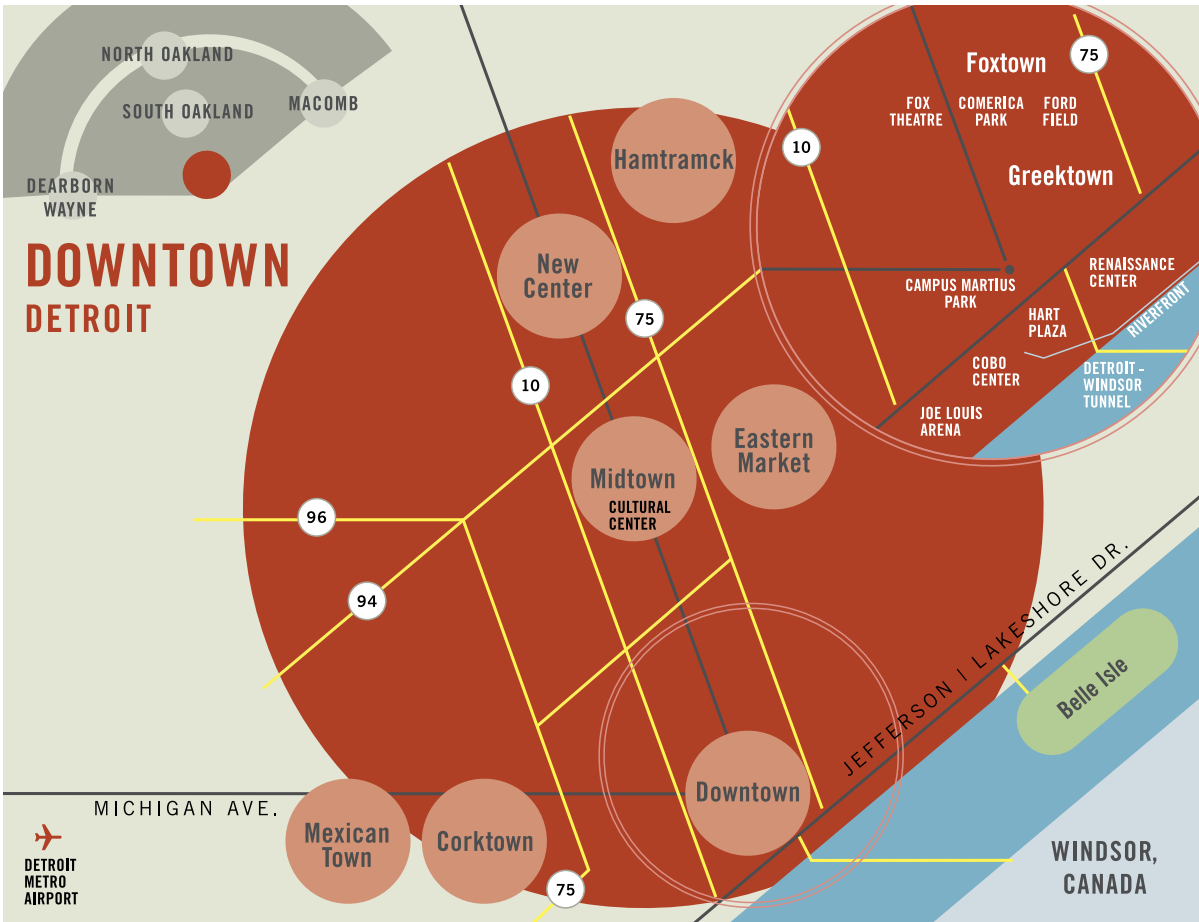 NORTH OAKLAND
SOUTH OAKLAND
MACOMB
DEARBORN
WAYNE
DOWNTOWN
DETROIT
Foxtown
75
FOX
THEATRE
COMERICA
PARK
FORD
FIELD
10
Greektown
CAMPUS MARTIUS
PARK
RENAISSANCE
CENTER
HART
PLAZA
RIVERFRONT
COBO
CENTER
DETROIT –
WINDSOR
TUNNEL
JOE LOUIS
ARENA
Hamtramck
New
Center
75
10
Eastern
Market
Midtown
CULTURAL
CENTER
96
94
JEFFERSON | LAKESHORE DR.
Belle Isle
Downtown
MICHIGAN AVE.
Mexican
Town
Corktown
75
DETROIT
METRO
AIRPORT
WINDSOR,
CANADA